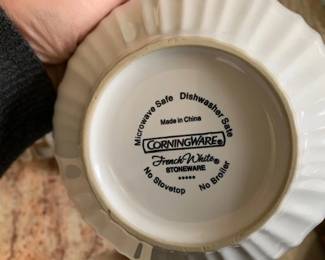 Microwave Safe Dishwasher Safe
Made in China
CORNINGWARE®
French White®
STONEWARE
*****
No Stovetop No Broiler